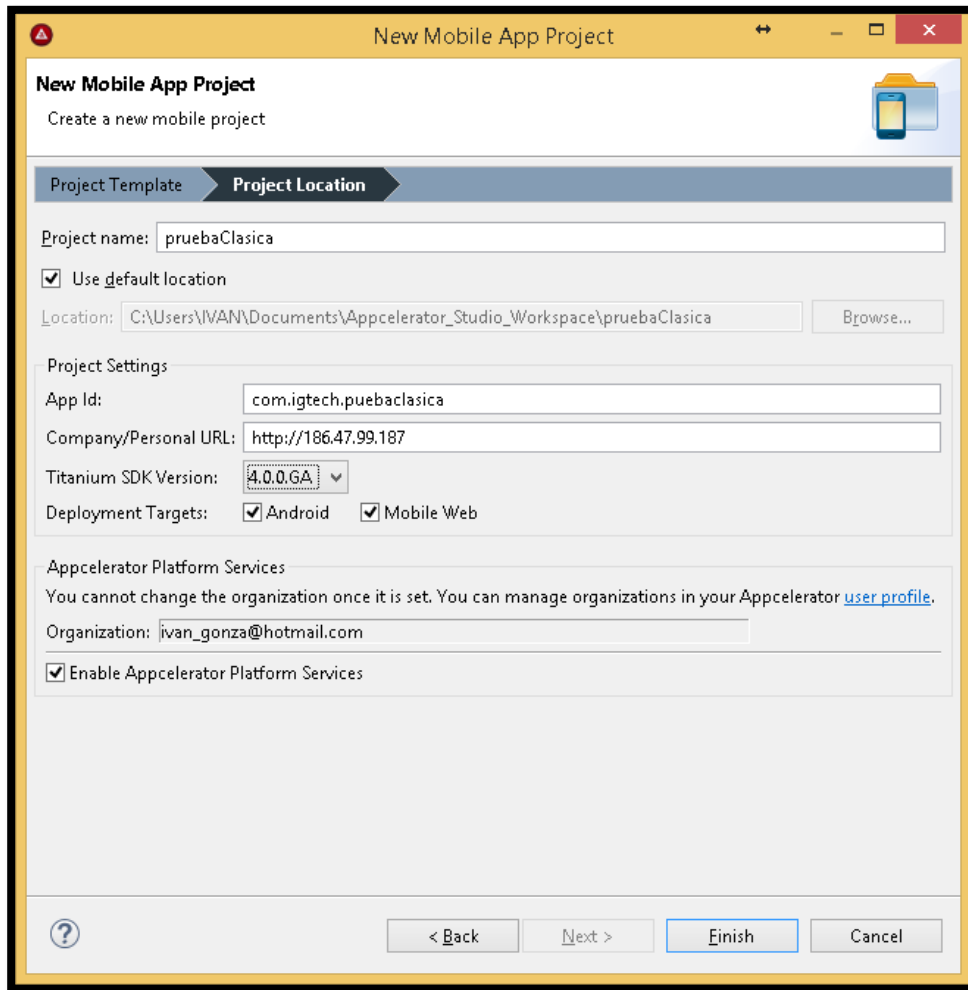 New Mobile App Project
New Mobile App Project
Create a new mobile project
Project Template Project Location
Project name: pruebaClasica
Use default location
Location: C:\Users\IVAN\Documents\Appcelerator_Studio_Workspace\pruebaClasica Browse...
Project Settings
App Id: com.igtech.puebaclasica
Company/Personal URL: http://186.47.99.187
Titanium SDK Version: 4.0.0.GA
Deployment Targets: Android Mobile Web
Appcelerator Platform Services
You cannot change the organization once it is set. You can manage organizations in your Appcelerator user profile.
Organization: ivan_gonza@hotmail.com
Enable Appcelerator Platform Services
? < Back Next > Finish Cancel